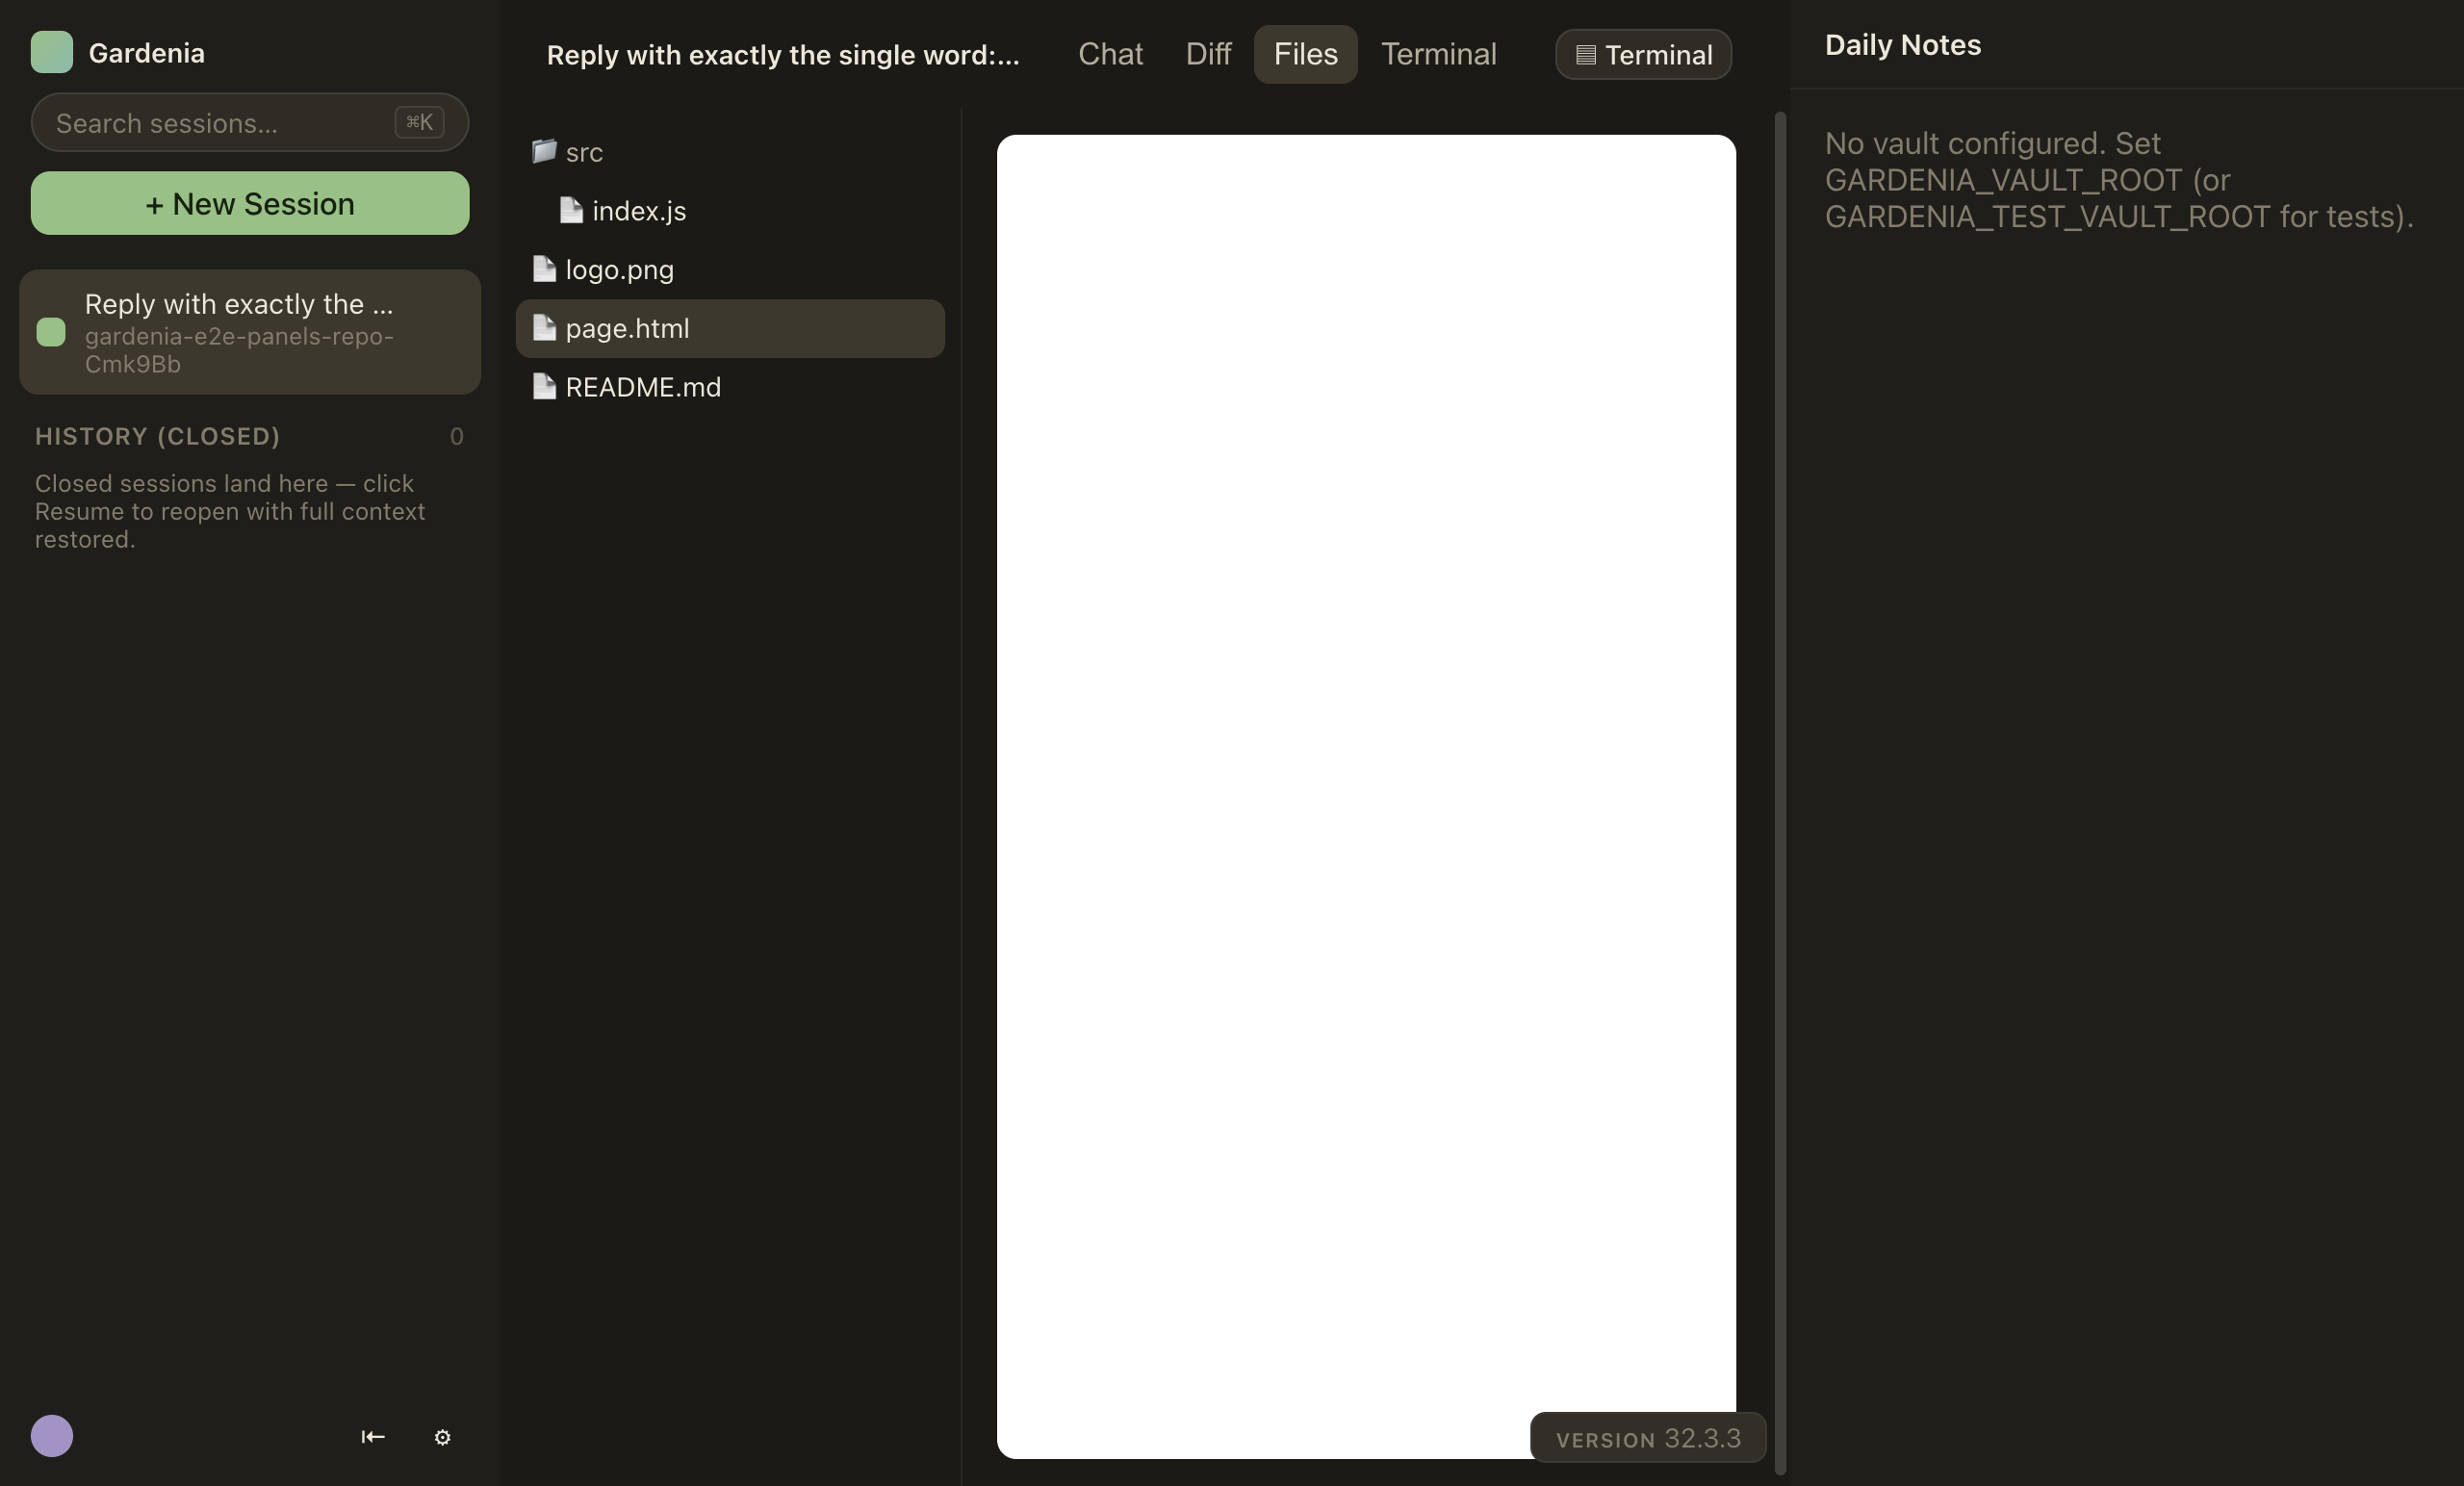 Gardenia
Search sessions...
⌘K
+ New Session
Reply with exactly the ...
gardenia-e2e-panels-repo-
Cmk9Bb
HISTORY (CLOSED) 0
Closed sessions land here — click
Resume to reopen with full context
restored.
Reply with exactly the single word:...
Chat Diff Files Terminal
Terminal
src
index.js
logo.png
page.html
README.md
VERSION 32.3.3
Daily Notes
No vault configured. Set
GARDENIA_VAULT_ROOT (or
GARDENIA_TEST_VAULT_ROOT for tests).